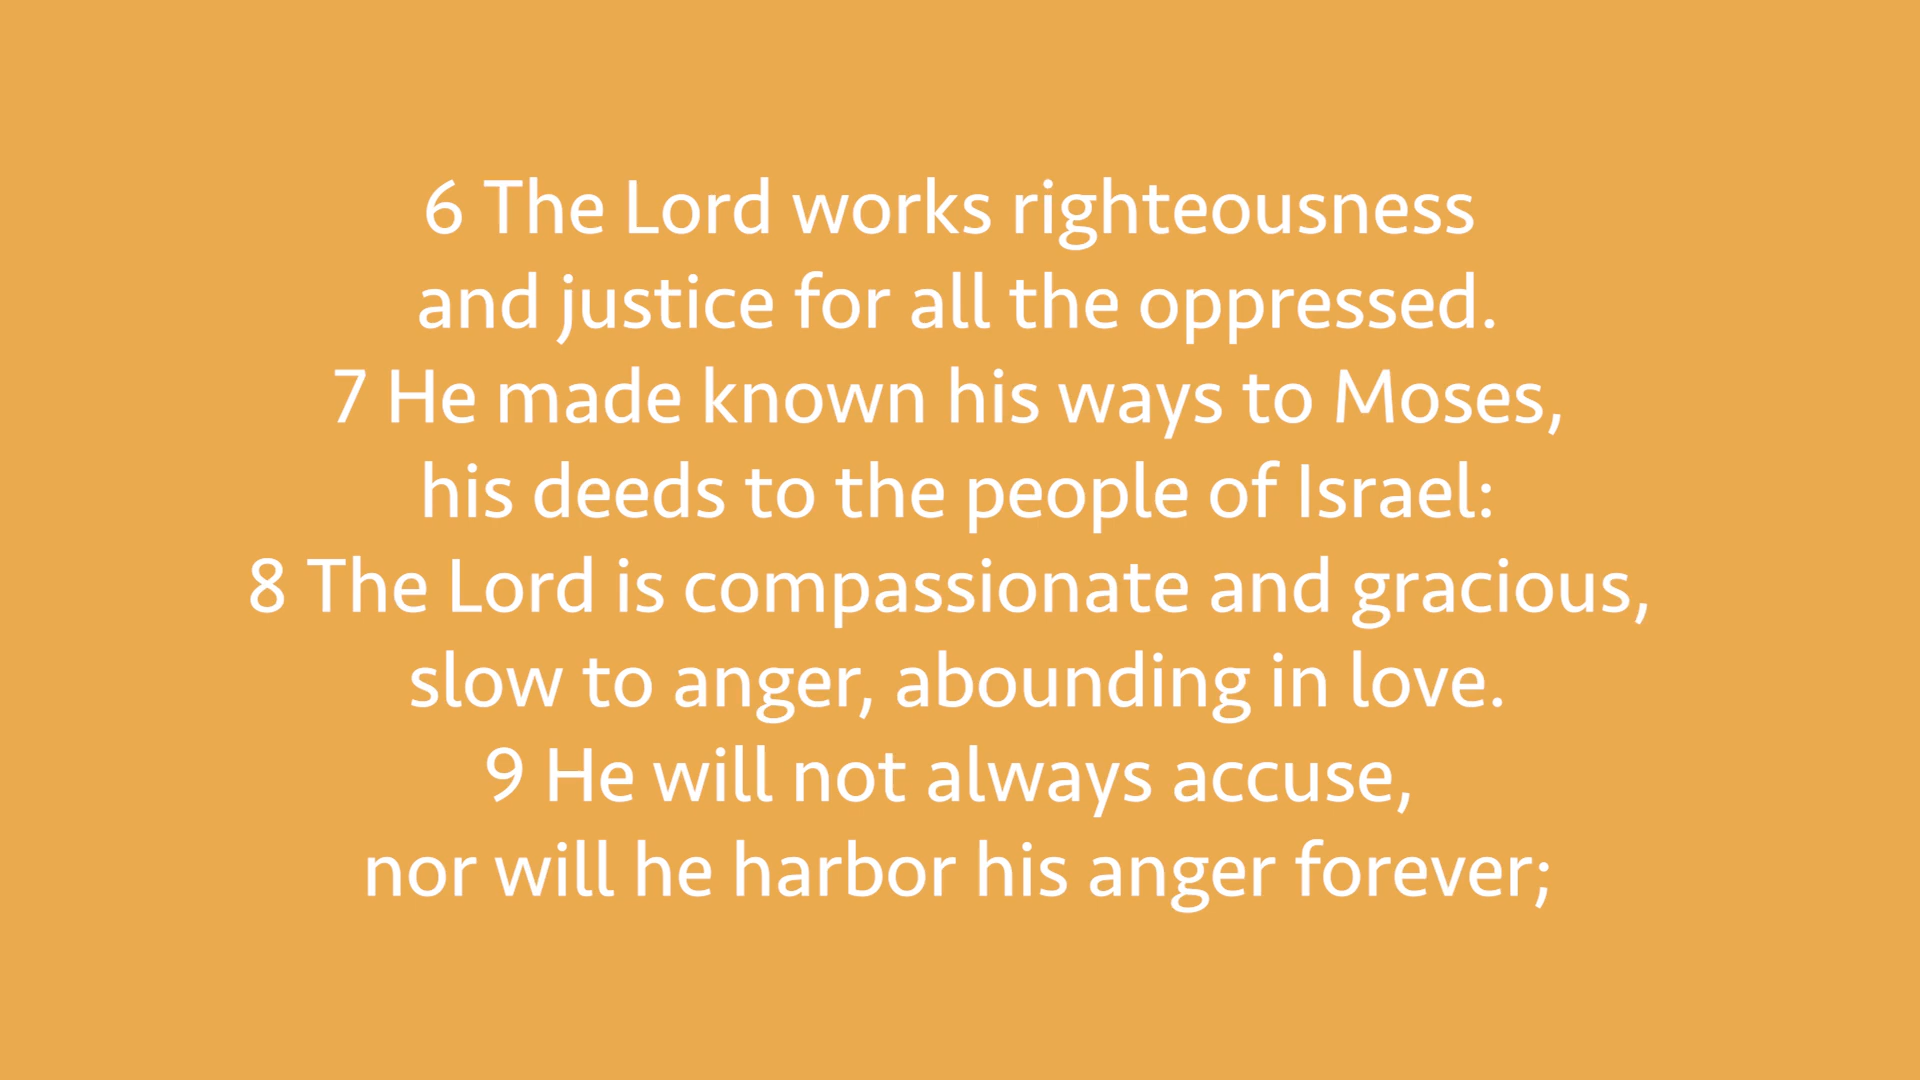 6 The Lord works righteousness
and justice for all the oppressed.
7 He made known his ways to Moses,
his deeds to the people of Israel:
8 The Lord is compassionate and gracious,
slow to anger, abounding in love.
9 He will not always accuse,
nor will he harbor his anger forever;